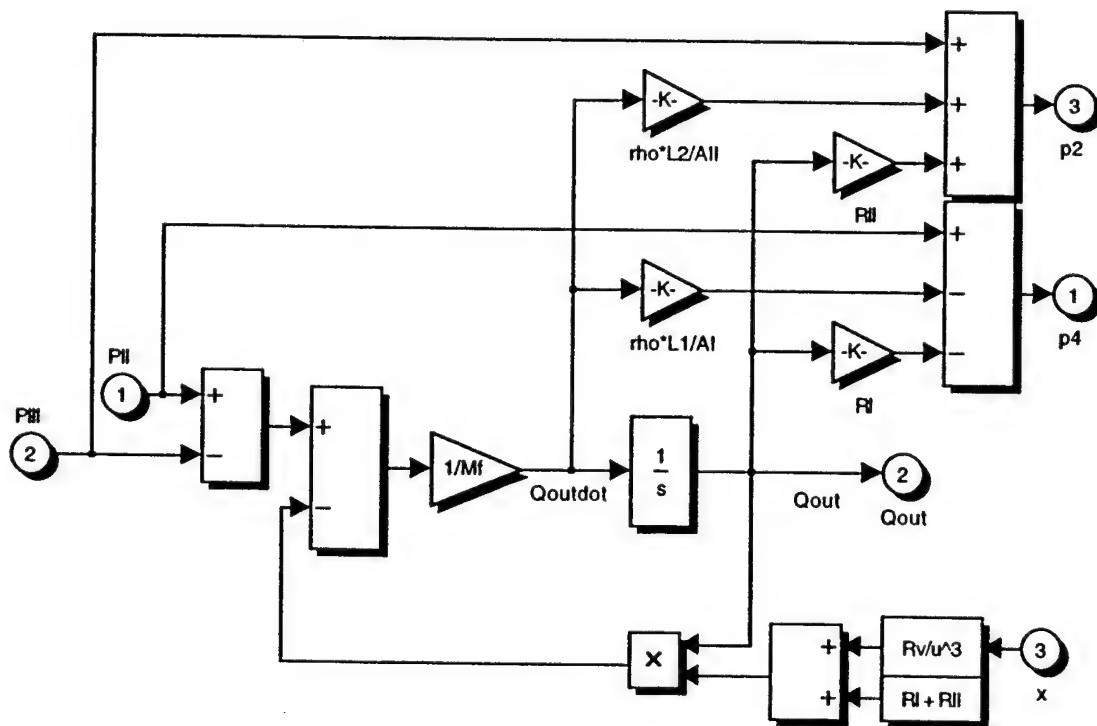 +
-K-
+
3
rho*L2/AII
p2
-K-
+
RII
+
-K-
−
1
rho*L1/AI
p4
PII
-K-
−
1
+
RI
PIII
2
−
+
1/Mf
1
s
2
Qoutdot
Qout
Qout
−
X
+
Rv/u^3
3
+
RI + RII
x